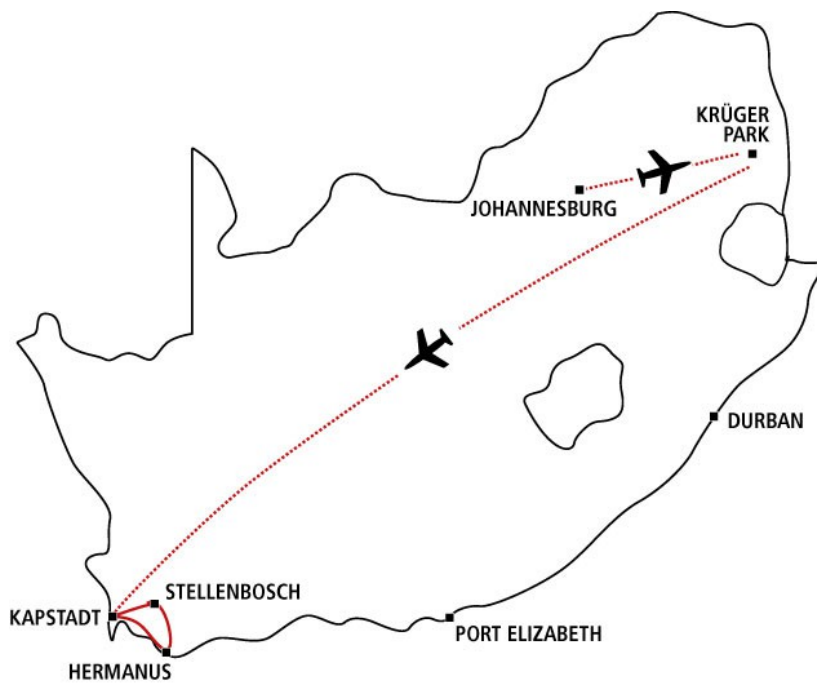 KRÜGER
PARK
JOHANNESBURG
DURBAN
STELLENBOSCH
KAPSTADT
PORT ELIZABETH
HERMANUS